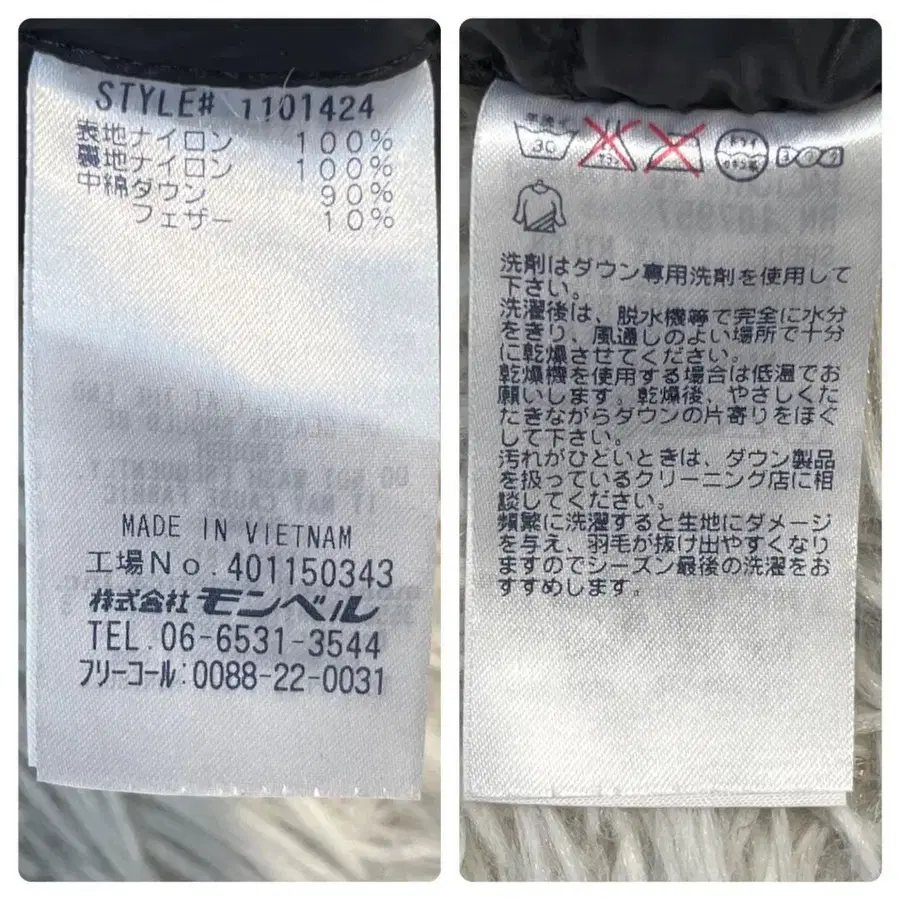 STYLE# 1101424
表地ナイロン 100%
裏地ナイロン 100%
中綿ダウン 90%
フェザー 10%
MADE IN VIETNAM
工場No.401150343
株式会社 モンベル
TEL.06-6531-3544
フリーコール:0088-22-0031
30
ドライ
セキユ系
洗剤はダウン専用洗剤を使用して
下さい。
洗濯後は、脱水機等で完全に水分
をきり、風通しのよい場所で十分
に乾燥させてください。
乾燥機を使用する場合は低温でお
願いします。乾燥後、やさしくた
たきながらダウンの片寄りをほぐ
して下さい。
汚れがひどいときは、ダウン製品
を扱っているクリーニング店に相
談してください。
頻繁に洗濯すると生地にダメージ
を与え、羽毛が抜け出やすくなり
ますのでシーズン最後の洗濯をお
すすめします。